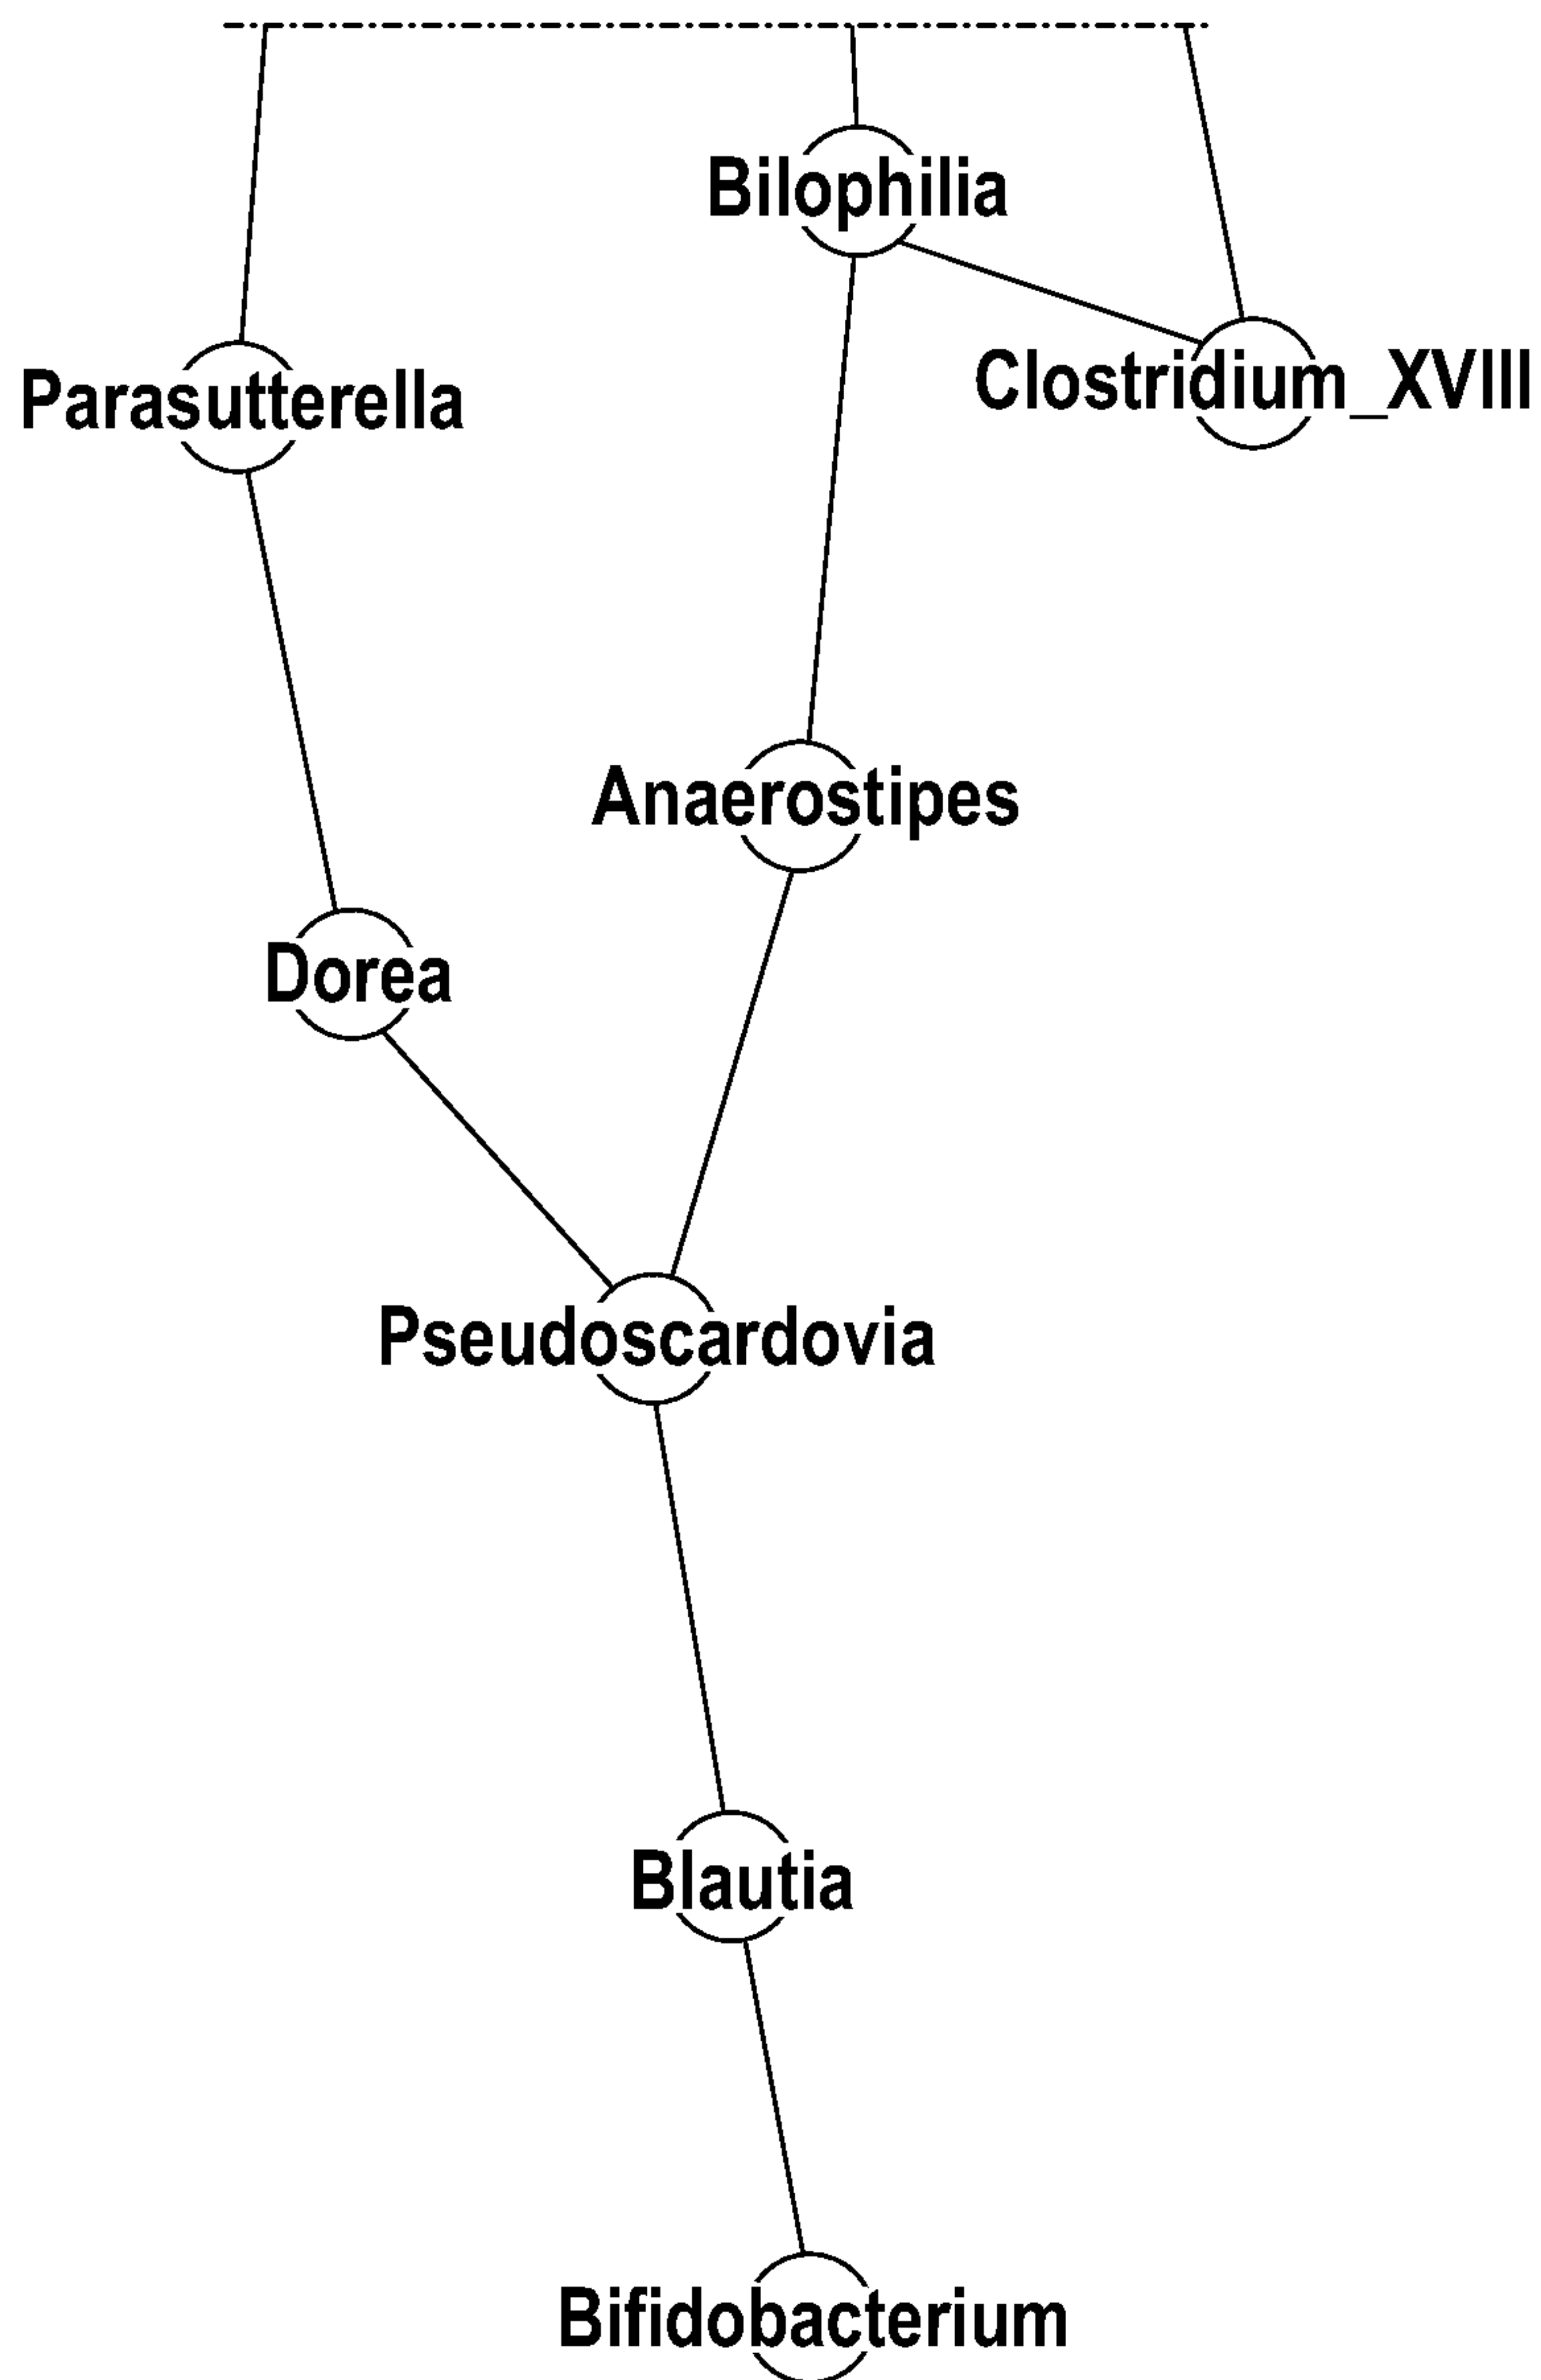 Bilophilia
Clostridium_XVIII
Parasutterella
Anaerostipes
Dorea
Pseudoscardovia
Blautia
Bifidobacterium